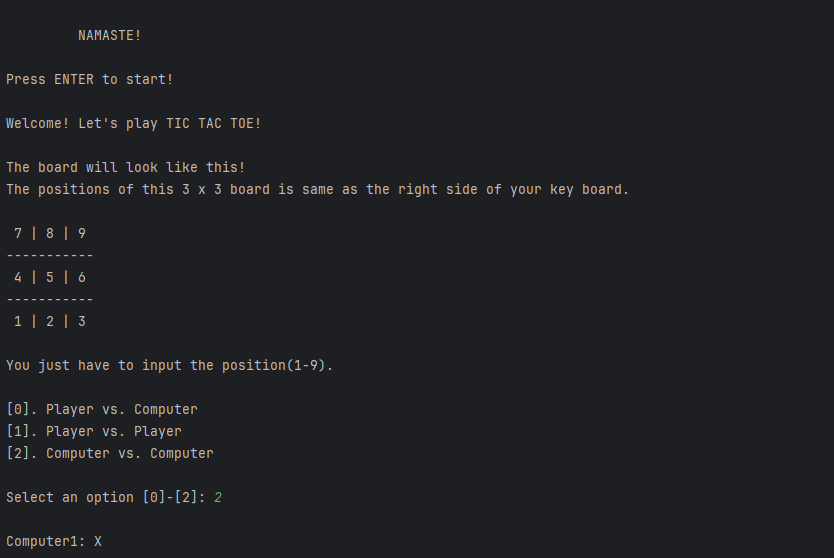 NAMASTE!
Press ENTER to start!
Welcome! Let's play TIC TAC TOE!
The board will look like this!
The positions of this 3 x 3 board is same as the right side of your key board.
7 | 8 | 9
-----------
4 | 5 | 6
-----------
1 | 2 | 3
You just have to input the position(1-9).
[0]. Player vs. Computer
[1]. Player vs. Player
[2]. Computer vs. Computer
Select an option [0]-[2]: 2
Computer1: X